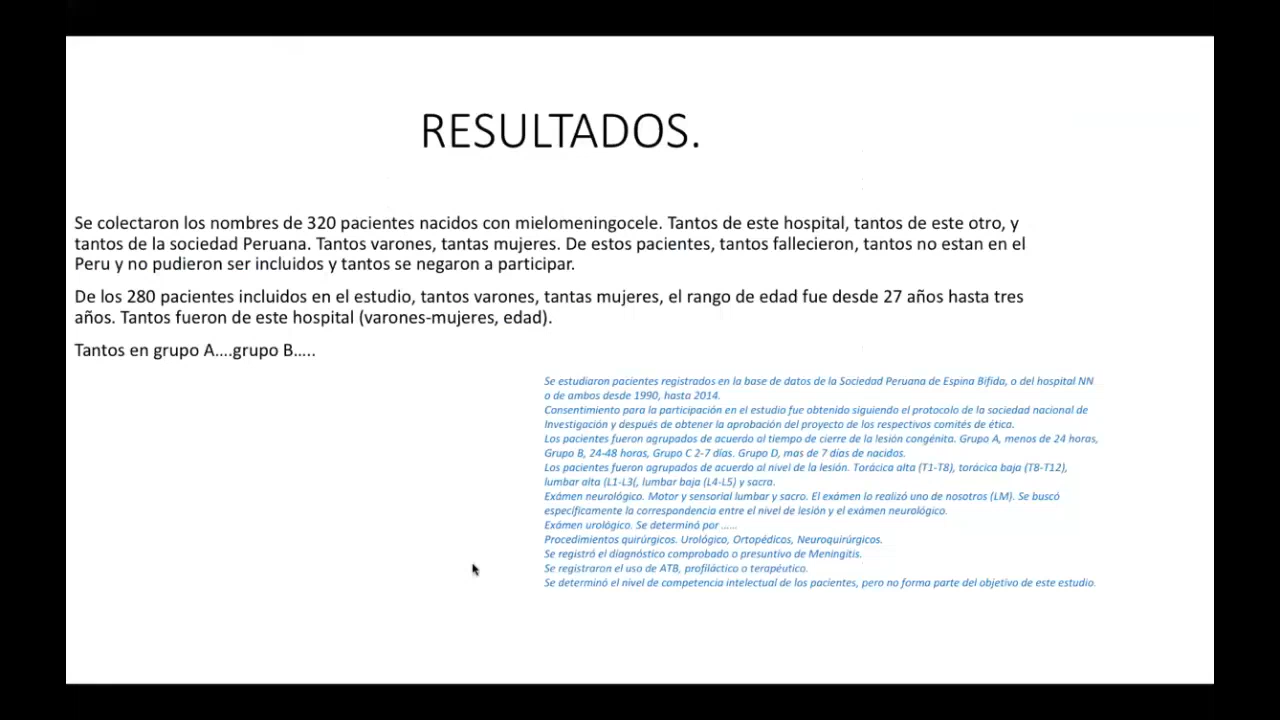 RESULTADOS.
Se colectaron los nombres de 320 pacientes nacidos con mielomeningocele. Tantos de este hospital, tantos de este otro, y
tantos de la sociedad Peruana. Tantos varones, tantas mujeres. De estos pacientes, tantos fallecieron, tantos no estan en el
Peru y no pudieron ser incluidos y tantos se negaron a participar.
De los 280 pacientes incluidos en el estudio, tantos varones, tantas mujeres, el rango de edad fue desde 27 años hasta tres
años. Tantos fueron de este hospital (varones-mujeres, edad).
Tantos en grupo A....grupo B.....
Se estudiaron pacientes registrados en la base de datos de la Sociedad Peruana de Espina Bífida, o del hospital NN
o de ambos desde 1990, hasta 2014.
Consentimiento para la participación en el estudio fue obtenido siguiendo el protocolo de la sociedad nacional de
Investigación y después de obtener la aprobación del proyecto de los respectivos comités de ética.
Los pacientes fueron agrupados de acuerdo al tiempo de cierre de la lesión congénita. Grupo A, menos de 24 horas,
Grupo B, 24-48 horas, Grupo C 2-7 días. Grupo D, mas de 7 días de nacidos.
Los pacientes fueron agrupados de acuerdo al nivel de la lesión. Torácica alta (T1-T8), torácica baja (T8-T12),
lumbar alta (L1-L3(, lumbar baja (L4-L5) y sacra.
Exámen neurológico. Motor y sensorial lumbar y sacro. El exámen lo realizó uno de nosotros (LM). Se buscó
específicamente la correspondencia entre el nivel de lesión y el exámen neurológico.
Exámen urológico. Se determinó por ......
Procedimientos quirúrgicos. Urológico, Ortopédicos, Neuroquirúrgicos.
Se registró el diagnóstico comprobado o presuntivo de Meningitis.
Se registraron el uso de ATB, profiláctico o terapéutico.
Se determinó el nivel de competencia intelectual de los pacientes, pero no forma parte del objetivo de este estudio.